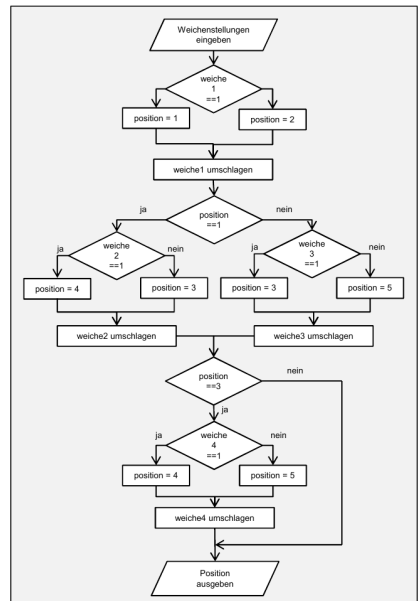 Weichenstellungen
eingeben
weiche
1
==1
position = 1
position = 2
weiche1 umschlagen
ja
position
==1
nein
ja
weiche
2
==1
nein
ja
weiche
3
==1
nein
position = 4
position = 3
position = 3
position = 5
weiche2 umschlagen
weiche3 umschlagen
position
==3
nein
ja
ja
weiche
4
==1
nein
position = 4
position = 5
weiche4 umschlagen
Position
ausgeben